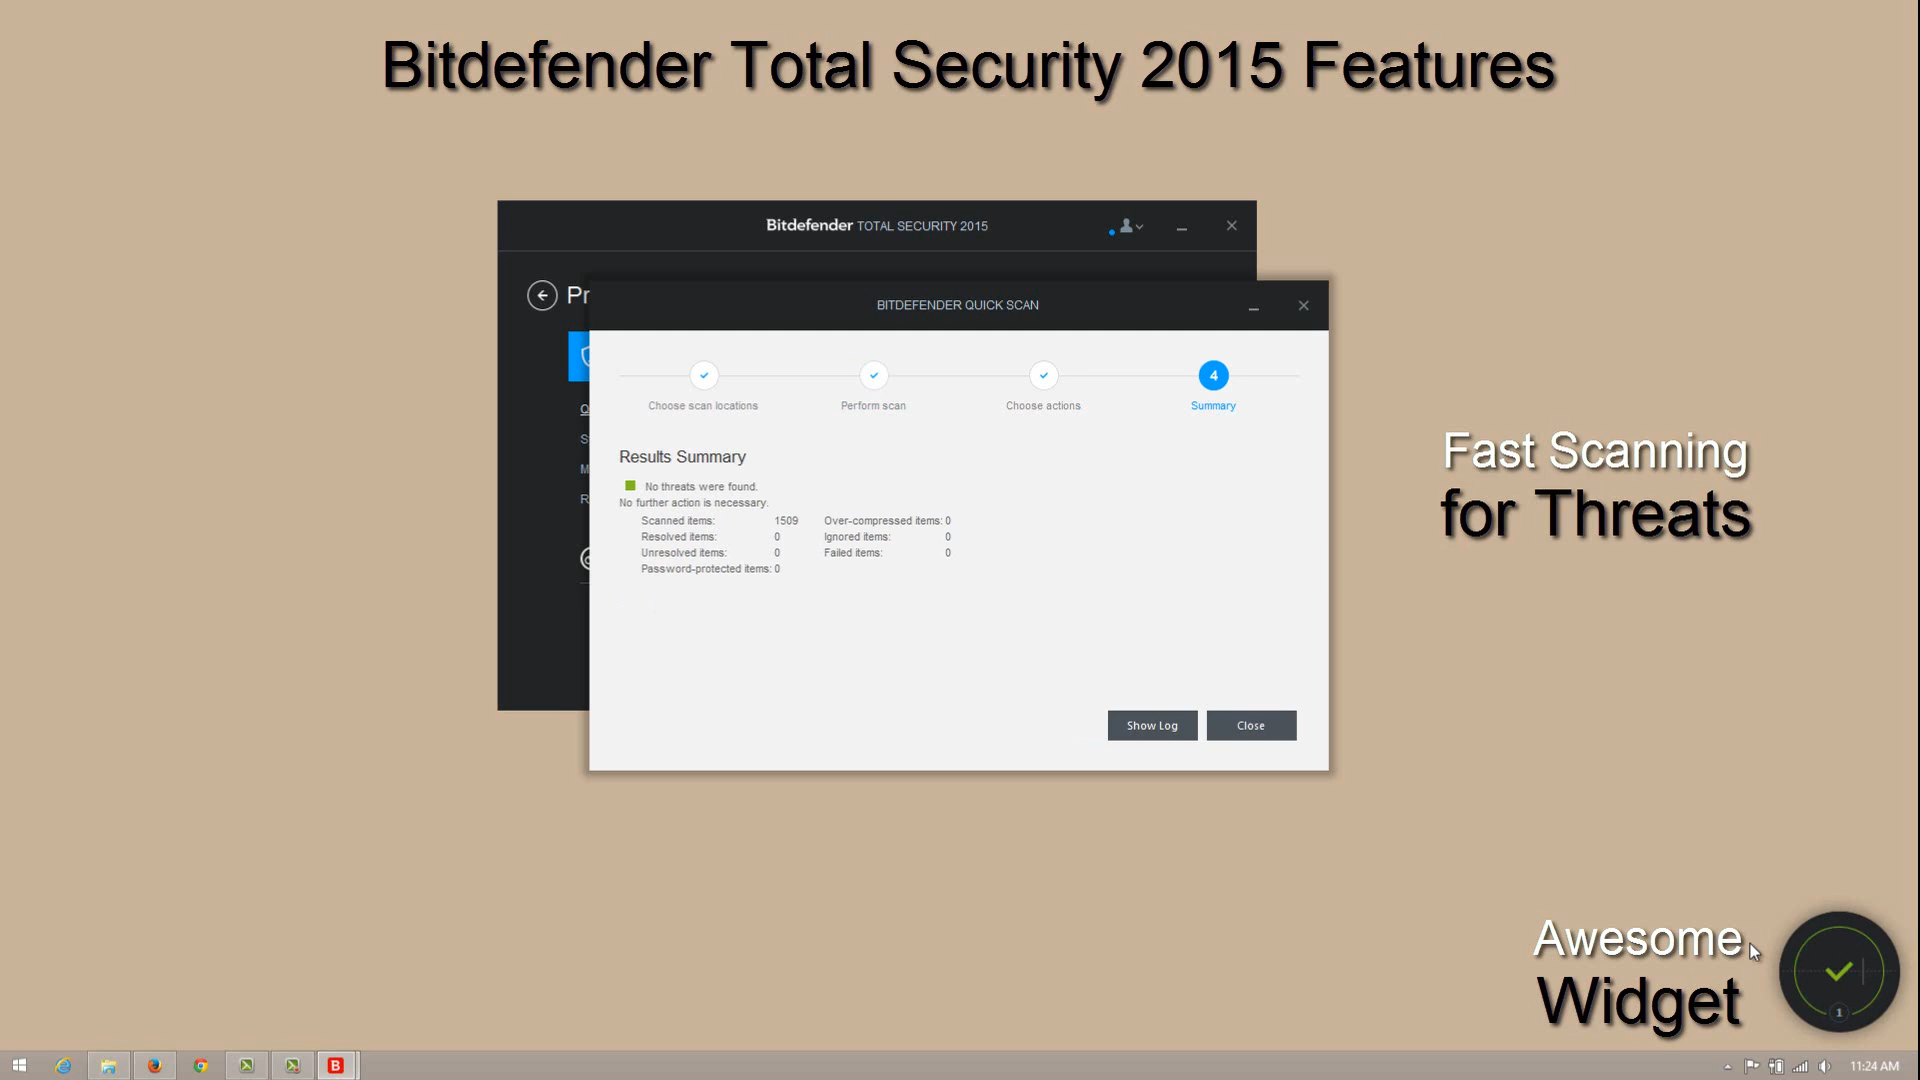 Bitdefender Total Security 2015 Features
Bitdefender TOTAL SECURITY 2015
Pr
BITDEFENDER QUICK SCAN
4
Choose scan locations
Perform scan
Choose actions
Summary
Q
S
M
R
Results Summary
No threats were found.
No further action is necessary.
Scanned items: 1509 Over-compressed items: 0
Resolved items: 0 Ignored items: 0
Unresolved items: 0 Failed items: 0
Password-protected items: 0
Show Log
Close
Fast Scanning
for Threats
Awesome
Widget
1
B
11:24 AM